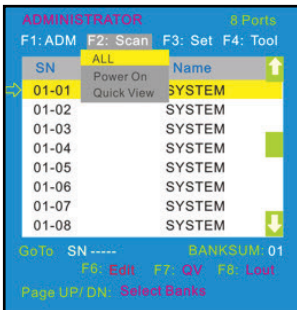 ADMINISTRATOR 8 Ports
F1: ADM F2: Scan F3: Set F4: Tool
SN Name
ALL
Power On
Quick View
01-01 SYSTEM
01-02 SYSTEM
01-03 SYSTEM
01-04 SYSTEM
01-05 SYSTEM
01-06 SYSTEM
01-07 SYSTEM
01-08 SYSTEM
GoTo SN ----- BANKSUM: 01
F6: Edit F7: QV F8: Lout
Page UP/ DN: Select Banks